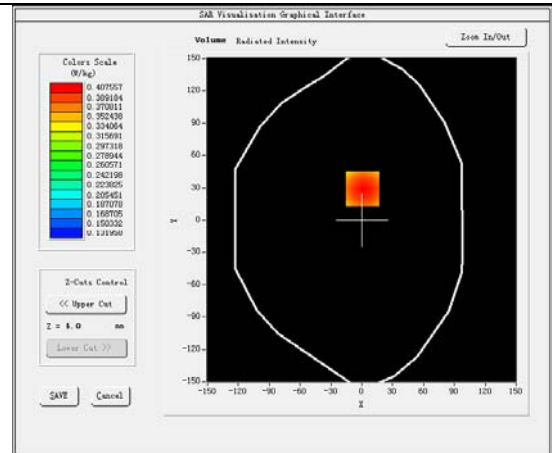 SAR Visualisation Graphical Interface
Volume Radiated Intensity
Zoom In/Out
Colors Scale
(W/kg)
0.407557
0.389184
0.370811
0.352438
0.334064
0.315691
0.297318
0.278944
0.260571
0.242198
0.223825
0.205451
0.187078
0.168705
0.150332
0.131958
Z-Cuts Control
<< Upper Cut
Z = 4.0 mm
Lower Cut >>
SAVE Cancel
150
120
90
60
30
0
-30
-60
-90
-120
-150
Y
-150 -120 -90 -60 -30 0 30 60 90 120 150
X